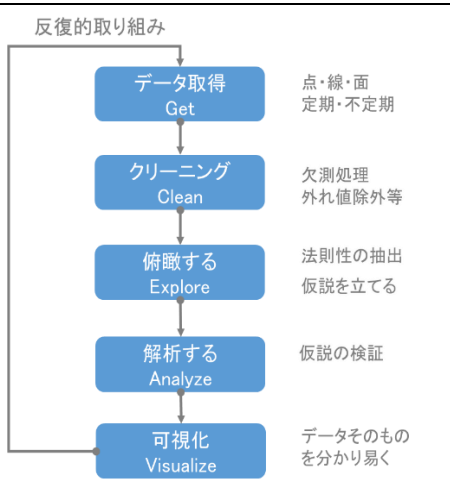 反復的取り組み
データ取得
Get
点・線・面
定期・不定期
クリーニング
Clean
欠測処理
外れ値除外等
俯瞰する
Explore
法則性の抽出
仮説を立てる
解析する
Analyze
仮説の検証
可視化
Visualize
データそのもの
を分かり易く